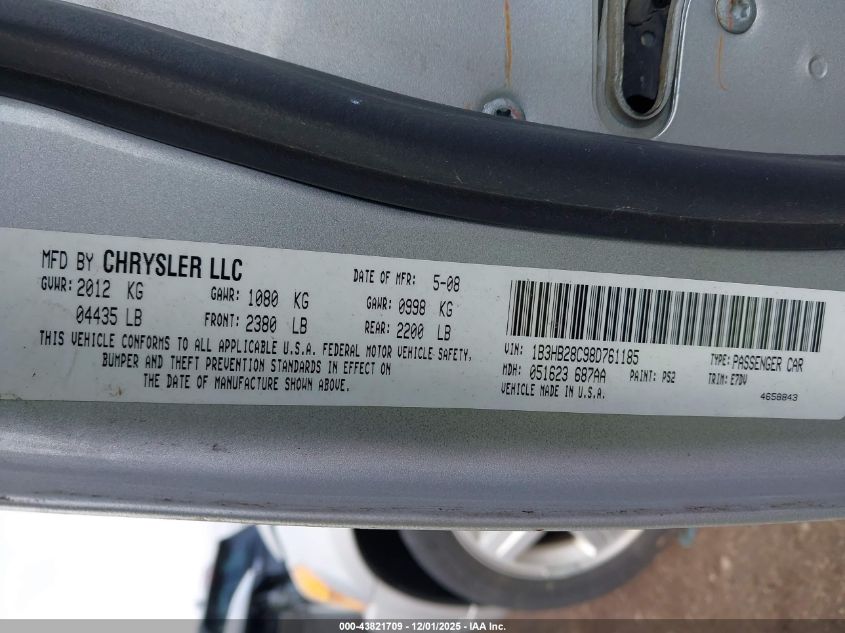 MFD BY CHRYSLER LLC
DATE OF MFR: 5-08
GVWR: 2012 KG GAWR: 1080 KG GAWR: 0998 KG
04435 LB FRONT: 2380 LB REAR: 2200 LB
THIS VEHICLE CONFORMS TO ALL APPLICABLE U.S.A. FEDERAL MOTOR VEHICLE SAFETY,
BUMPER AND THEFT PREVENTION STANDARDS IN EFFECT ON
THE DATE OF MANUFACTURE SHOWN ABOVE.
VIN: 1B3HB28C98D761185 TYPE: PASSENGER CAR
MDH: 051623 687AA PAINT: PS2 TRIM: E7DV
VEHICLE MADE IN U.S.A.
4658843
000-43821709 - 12/01/2025 - IAA Inc.